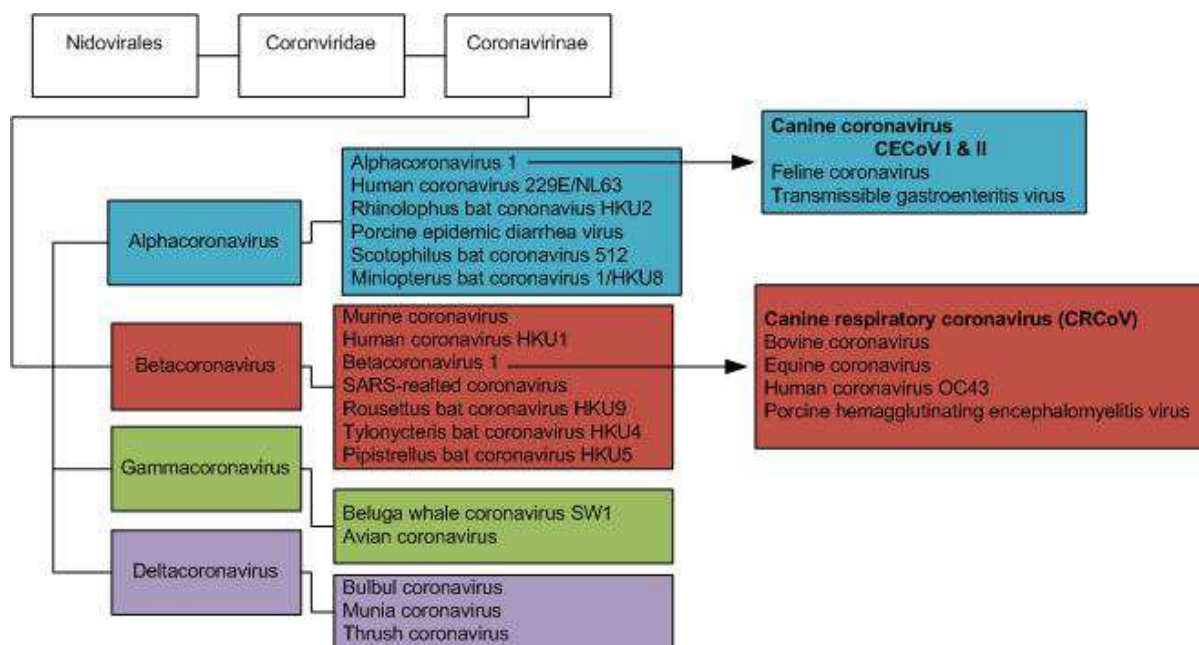 Nidovirales
Coronviridae
Coronavirinae
Alphacoronavirus
Alphacoronavirus 1
Human coronavirus 229E/NL63
Rhinolophus bat cononavius HKU2
Porcine epidemic diarrhea virus
Scotophilus bat coronavirus 512
Miniopterus bat coronavirus 1/HKU8
Canine coronavirus
CECoV I & II
Feline coronavirus
Transmissible gastroenteritis virus
Betacoronavirus
Murine coronavirus
Human coronavirus HKU1
Betacoronavirus 1
SARS-realted coronavirus
Rousettus bat coronavirus HKU9
Tylonycteris bat coronavirus HKU4
Pipistrellus bat coronavirus HKU5
Canine respiratory coronavirus (CRCoV)
Bovine coronavirus
Equine coronavirus
Human coronavirus OC43
Porcine hemagglutinating encephalomyelitis virus
Gammacoronavirus
Beluga whale coronavirus SW1
Avian coronavirus
Deltacoronavirus
Bulbul coronavirus
Munia coronavirus
Thrush coronavirus